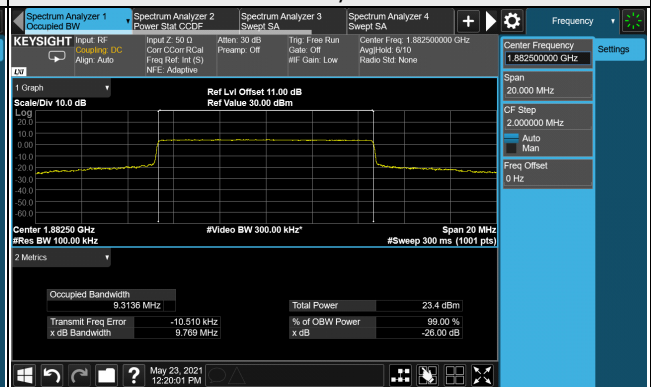 Spectrum Analyzer 1
Occupied BW
Spectrum Analyzer 2
Power Stat CCDF
Spectrum Analyzer 3
Swept SA
Spectrum Analyzer 4
Swept SA
Frequency
KEYSIGHT
Input: RF
Coupling: DC
Align: Auto
Input Z: 50 Ω
Corr CCorr RCal
Freq Ref: Int (S)
NFE: Adaptive
Atten: 30 dB
Preamp: Off
Trig: Free Run
Gate: Off
#IF Gain: Low
Center Freq: 1.882500000 GHz
Avg|Hold: 6/10
Radio Std: None
LXI
Center Frequency
1.882500000 GHz
Settings
Span
20.000 MHz
CF Step
2.000000 MHz
Auto
Man
Freq Offset
0 Hz
1 Graph
Scale/Div 10.0 dB
Ref Lvl Offset 11.00 dB
Ref Value 30.00 dBm
Log
20.0
10.0
0.00
-10.0
-20.0
-30.0
-40.0
-50.0
-60.0
Center 1.88250 GHz
#Res BW 100.00 kHz
#Video BW 300.00 kHz*
Span 20 MHz
#Sweep 300 ms (1001 pts)
2 Metrics
Occupied Bandwidth
9.3136 MHz
Total Power 23.4 dBm
Transmit Freq Error -10.510 kHz
% of OBW Power 99.00 %
x dB Bandwidth 9.769 MHz
x dB -26.00 dB
?
May 23, 2021
12:20:01 PM